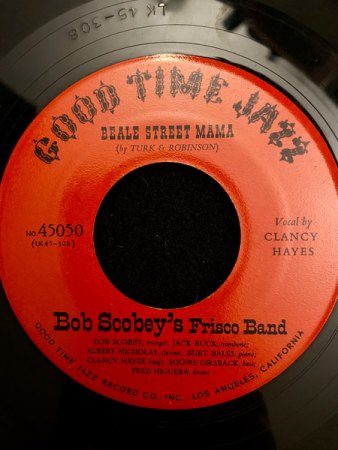 LK 45-308
GOOD TIME JAZZ
BEALE STREET MAMA
(by TURK & ROBINSON)
NO. 45050
(LK 45-308)
Vocal by
CLANCY
HAYES
Bob Scobey's Frisco Band
BOB SCOBEY, trumpet; JACK BUCK, trombone;
ALBERT NICHOLAS, clarinet; BURT BALES, piano;
CLANCY HAYES, banjo; SQUIRE GIRSBACK, bass;
FRED HIGUERA, drums
GOOD TIME JAZZ RECORD CO., INC., LOS ANGELES, CALIFORNIA